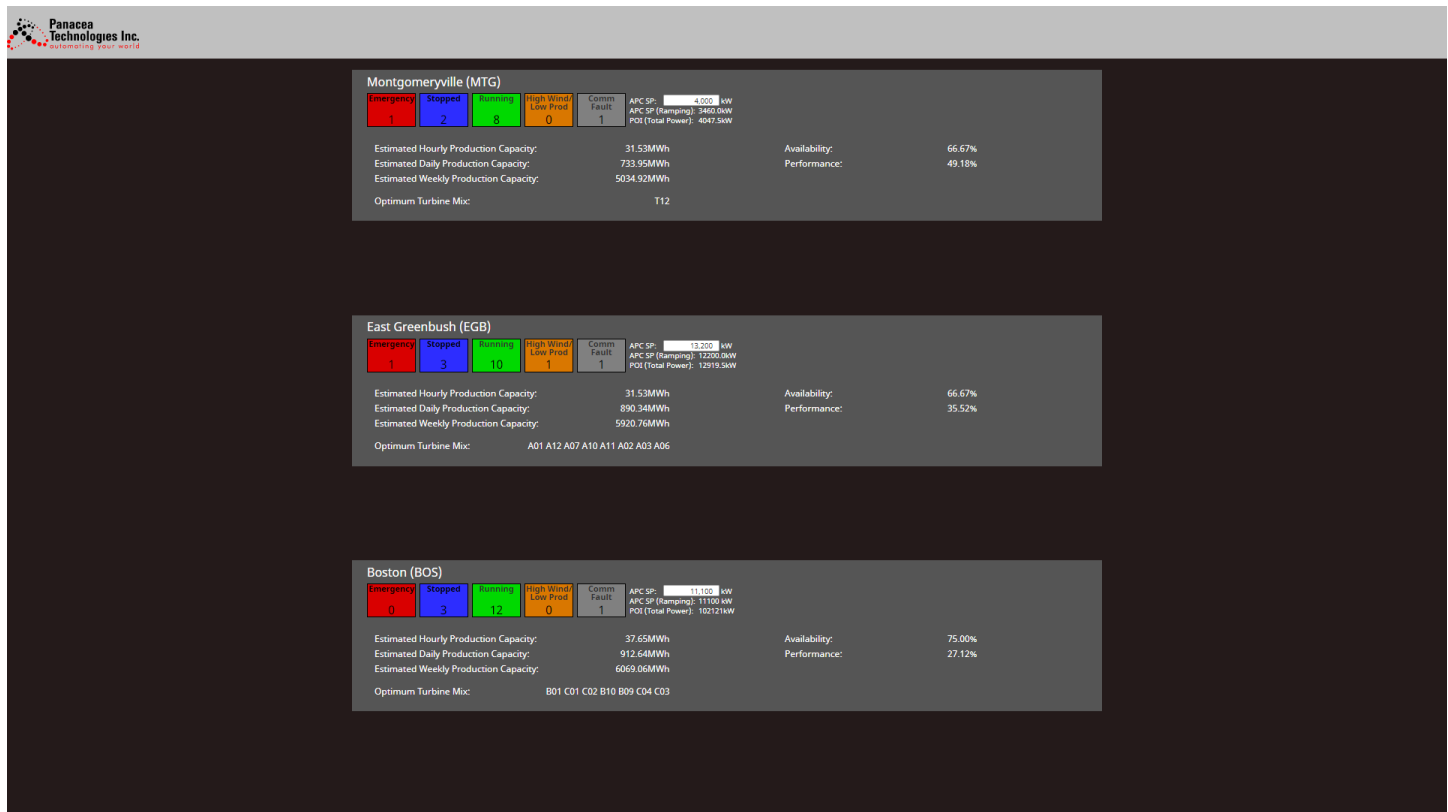 Panacea
Technologies Inc.
automating your world
Montgomeryville (MTG)
Emergency Stopped Running High Wind/ Low Prod Comm Fault
1 2 8 0 1
APC SP: 4,000 kW
APC SP (Ramping): 3460.0kW
POI (Total Power): 4047.5kW
Estimated Hourly Production Capacity: 31.53MWh Availability: 66.67%
Estimated Daily Production Capacity: 733.95MWh Performance: 49.18%
Estimated Weekly Production Capacity: 5034.92MWh
Optimum Turbine Mix: T12
East Greenbush (EGB)
Emergency Stopped Running High Wind/ Low Prod Comm Fault
1 3 10 1 1
APC SP: 13,200 kW
APC SP (Ramping): 12200.0kW
POI (Total Power): 12919.5kW
Estimated Hourly Production Capacity: 31.53MWh Availability: 66.67%
Estimated Daily Production Capacity: 890.34MWh Performance: 35.52%
Estimated Weekly Production Capacity: 5920.76MWh
Optimum Turbine Mix: A01 A12 A07 A10 A11 A02 A03 A06
Boston (BOS)
Emergency Stopped Running High Wind/ Low Prod Comm Fault
0 3 12 0 1
APC SP: 11,100 kW
APC SP (Ramping): 11100 kW
POI (Total Power): 102121kW
Estimated Hourly Production Capacity: 37.65MWh Availability: 75.00%
Estimated Daily Production Capacity: 912.64MWh Performance: 27.12%
Estimated Weekly Production Capacity: 6069.06MWh
Optimum Turbine Mix: B01 C01 C02 B10 B09 C04 C03